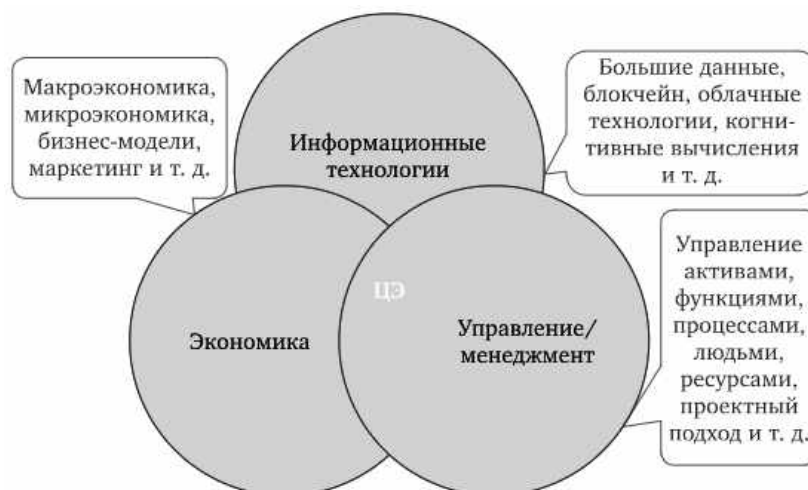 Макроэкономика,
микроэкономика,
бизнес-модели,
маркетинг и т. д.
Информационные
технологии
Большие данные,
блокчейн, облачные
технологии, когни-
тивные вычисления
и т. д.
ЦЭ
Экономика
Управление/
менеджмент
Управление
активами,
функциями,
процессами,
людьми,
ресурсами,
проектный
подход и т. д.